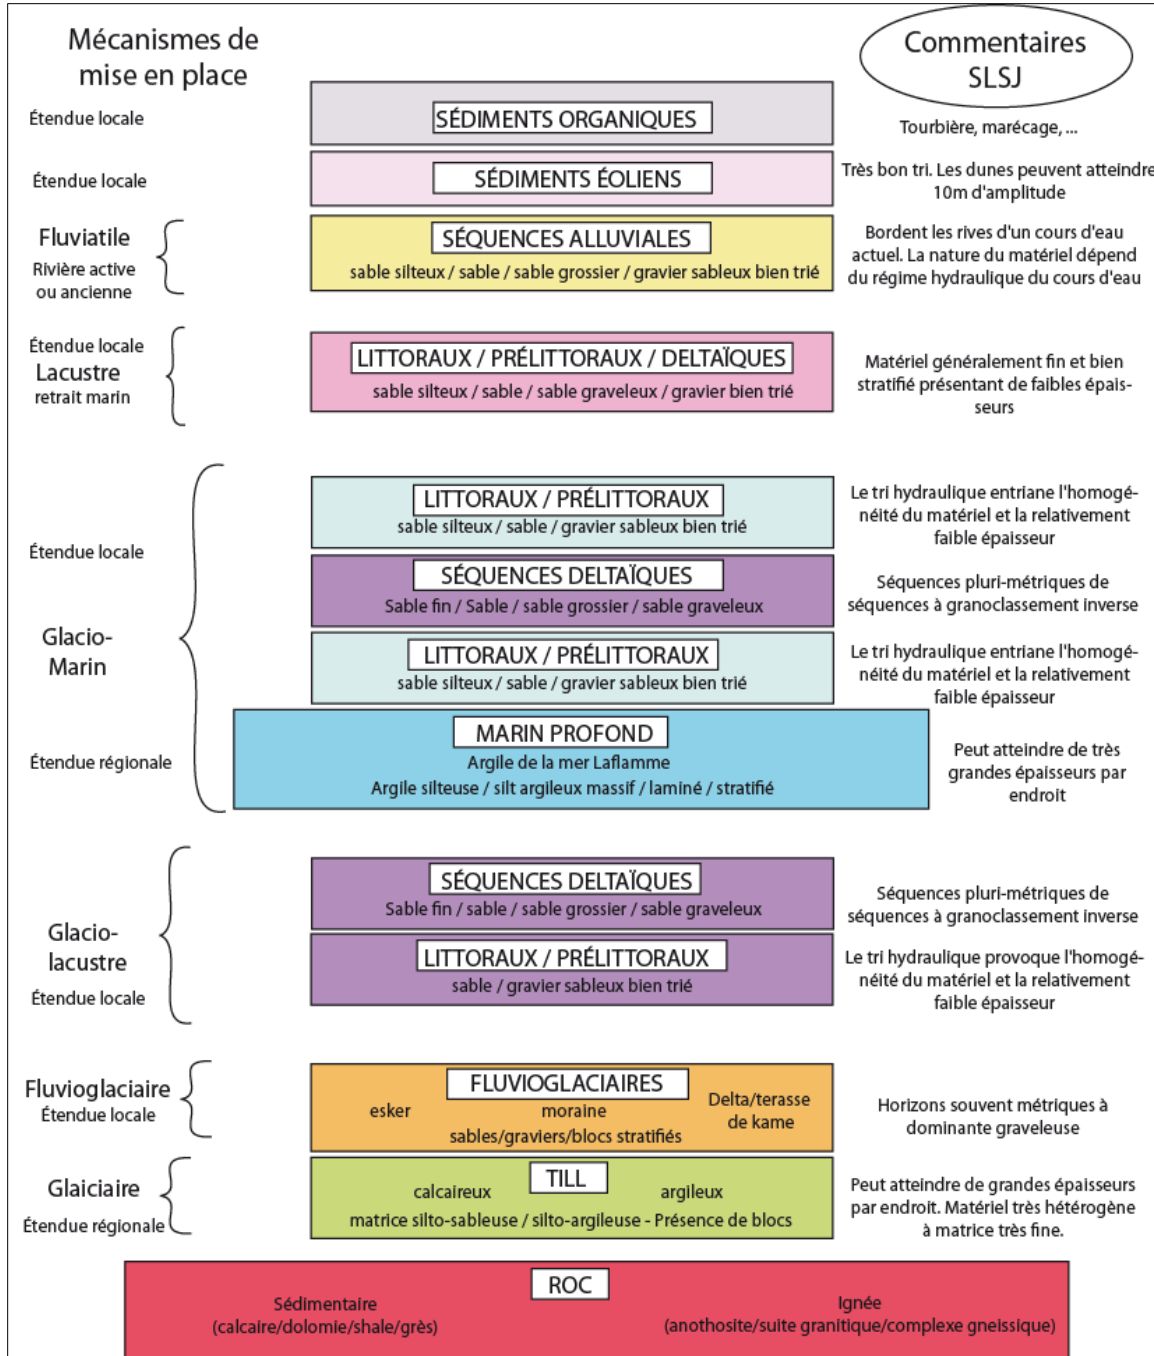 Mécanismes de
mise en place
Commentaires
SLSJ
Étendue locale
SÉDIMENTS ORGANIQUES
Tourbière, marécage, ...
Étendue locale
SÉDIMENTS ÉOLIENS
Très bon tri. Les dunes peuvent atteindre
10m d'amplitude
Fluviatile
Rivière active
ou ancienne
SÉQUENCES ALLUVIALES
sable silteux / sable / sable grossier / gravier sableux bien trié
Bordent les rives d'un cours d'eau
actuel. La nature du matériel dépend
du régime hydraulique du cours d'eau
Étendue locale
Lacustre
retrait marin
LITTORAUX / PRÉLITTORAUX / DELTAÏQUES
sable silteux / sable / sable graveleux / gravier bien trié
Matériel généralement fin et bien
stratifié présentant de faibles épais-
seurs
Glacio-
Marin
Étendue locale
LITTORAUX / PRÉLITTORAUX
sable silteux / sable / gravier sableux bien trié
Le tri hydraulique entriane l'homogé-
néité du matériel et la relativement
faible épaisseur
SÉQUENCES DELTAÏQUES
Sable fin / Sable / sable grossier / sable graveleux
Séquences pluri-métriques de
séquences à granoclassement inverse
LITTORAUX / PRÉLITTORAUX
sable silteux / sable / gravier sableux bien trié
Le tri hydraulique entriane l'homogé-
néité du matériel et la relativement
faible épaisseur
Étendue régionale
MARIN PROFOND
Argile de la mer Laflamme
Argile silteuse / silt argileux massif / laminé / stratifié
Peut atteindre de très
grandes épaisseurs par
endroit
Glacio-
lacustre
Étendue locale
SÉQUENCES DELTAÏQUES
Sable fin / sable / sable grossier / sable graveleux
Séquences pluri-métriques de
séquences à granoclassement inverse
LITTORAUX / PRÉLITTORAUX
sable / gravier sableux bien trié
Le tri hydraulique provoque l'homogé-
néité du matériel et la relativement
faible épaisseur
Fluvioglaciaire
Étendue locale
FLUVIOGLACIAIRES
esker
moraine
Delta/terasse
de kame
sables/graviers/blocs stratifiés
Horizons souvent métriques à
dominante graveleuse
Glaiciaire
Étendue régionale
TILL
calcaireux
argileux
matrice silto-sableuse / silto-argileuse - Présence de blocs
Peut atteindre de grandes épaisseurs
par endroit. Matériel très hétérogène
à matrice très fine.
ROC
Sédimentaire
(calcaire/dolomie/shale/grès)
Ignée
(anothosite/suite granitique/complexe gneissique)